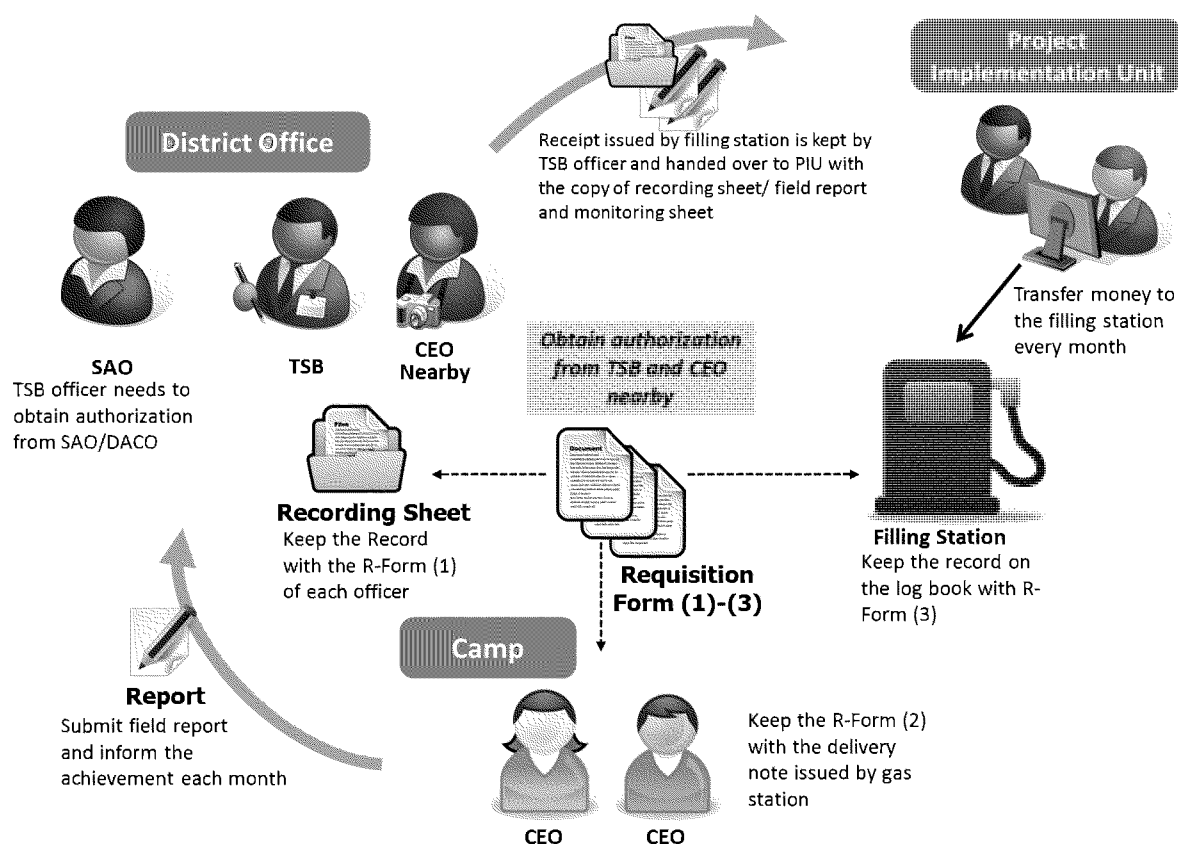 Project
Implementation Unit
District Office
Receipt issued by filling station is kept by
TSB officer and handed over to PIU with
the copy of recording sheet/ field report
and monitoring sheet
SAO
TSB officer needs to
obtain authorization
from SAO/DACO
TSB
CEO
Nearby
Obtain authorization
from TSB and CEO
nearby
Transfer money to
the filling station
every month
Files
Document
Recording Sheet
Keep the Record
with the R-Form (1)
of each officer
Requisition
Form (1)-(3)
Filling Station
Keep the record on
the log book with R-
Form (3)
Camp
Report
Submit field report
and inform the
achievement each month
Keep the R-Form (2)
with the delivery
note issued by gas
station
CEO
CEO